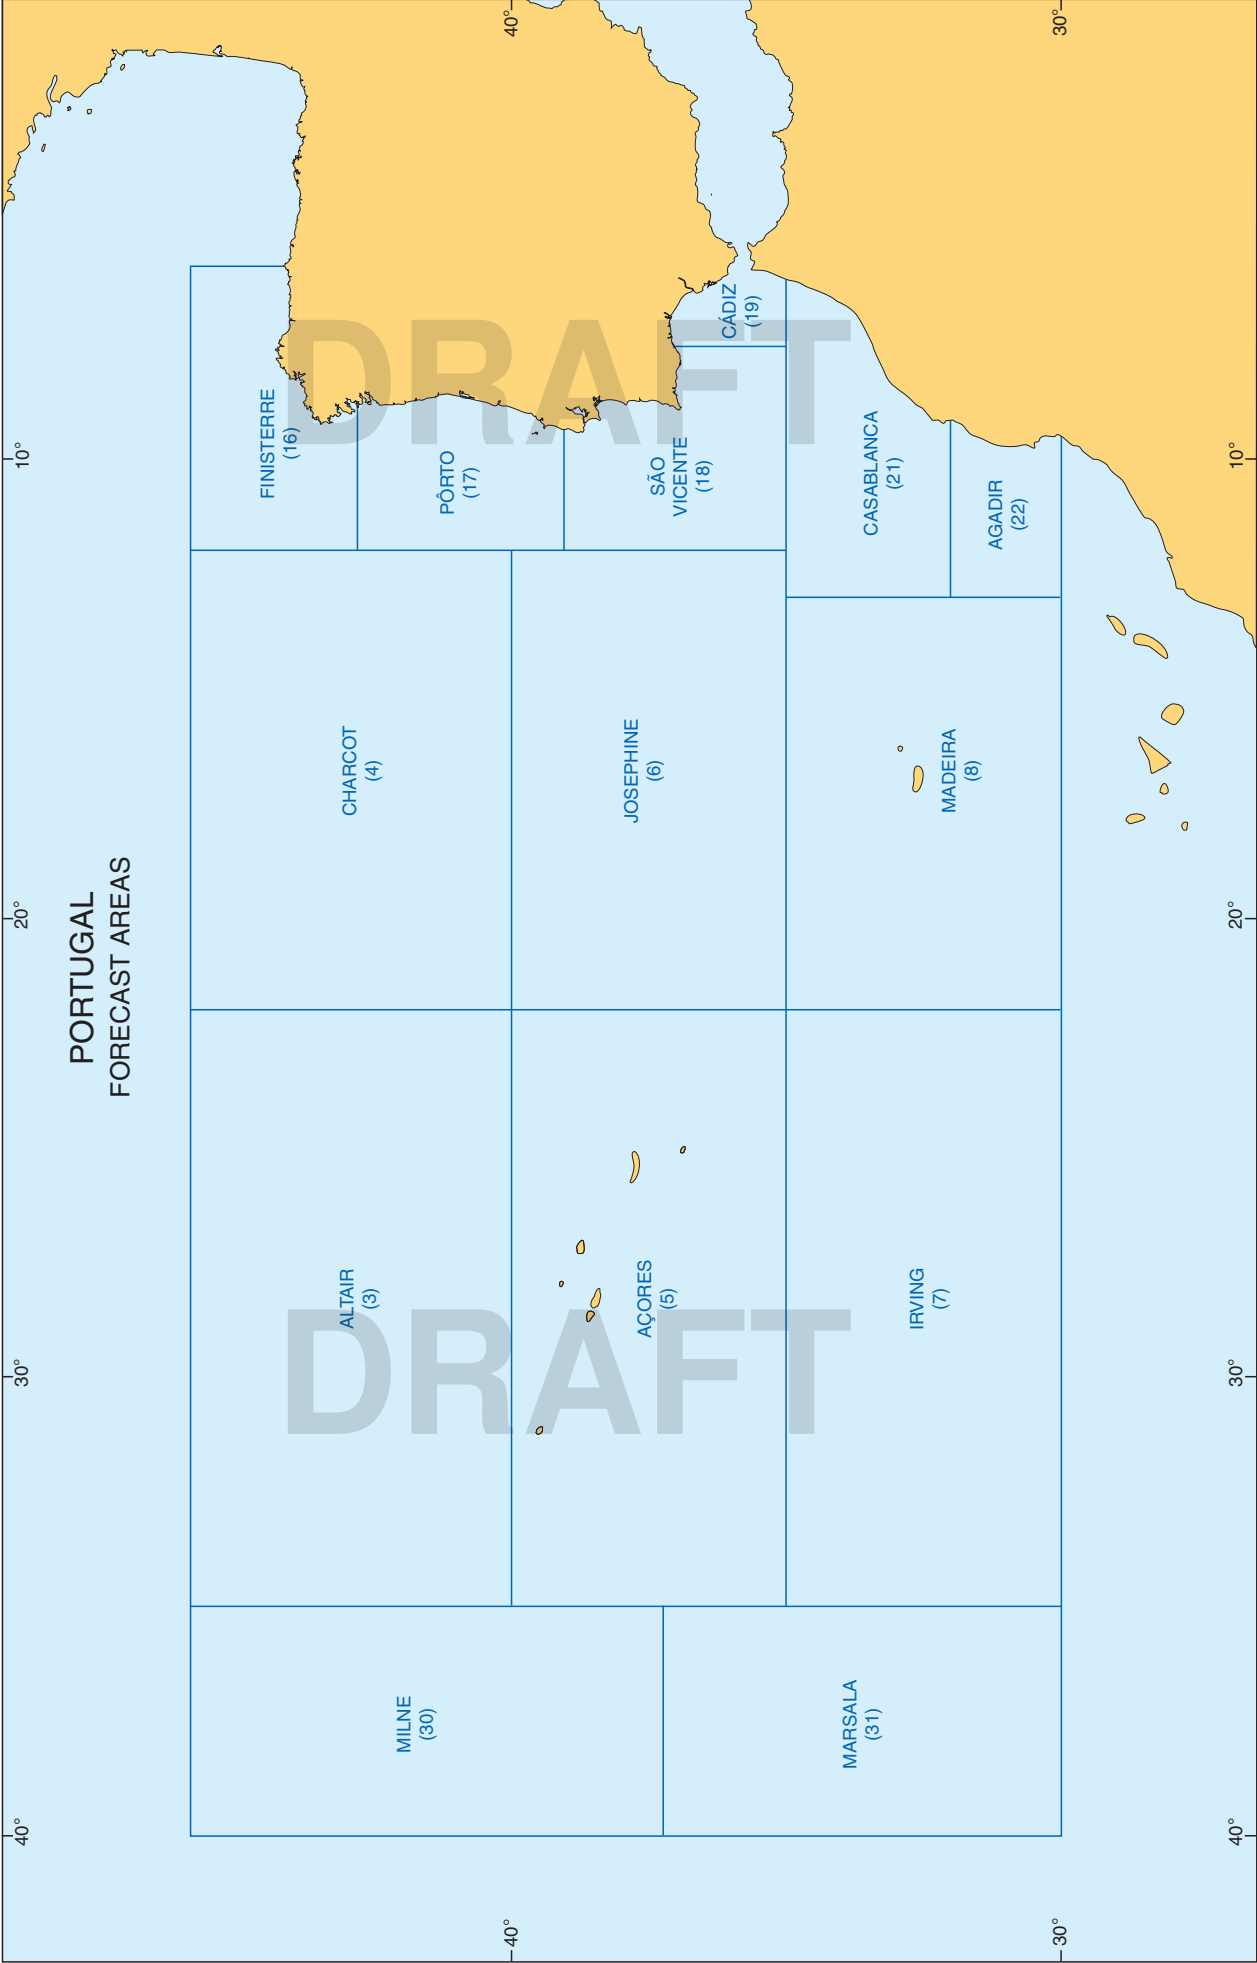 PORTUGAL
FORECAST AREAS
40°
30°
20°
10°
40°
40°
30°
30°
40°
30°
20°
10°
MILNE
(30)
MARSALA
(31)
ALTAIR
(3)
AÇORES
(5)
IRVING
(7)
CHARCOT
(4)
JOSEPHINE
(6)
MADEIRA
(8)
FINISTERRE
(16)
PÔRTO
(17)
SÃO
VICENTE
(18)
CÁDIZ
(19)
CASABLANCA
(21)
AGADIR
(22)
DRAFT
DRAFT